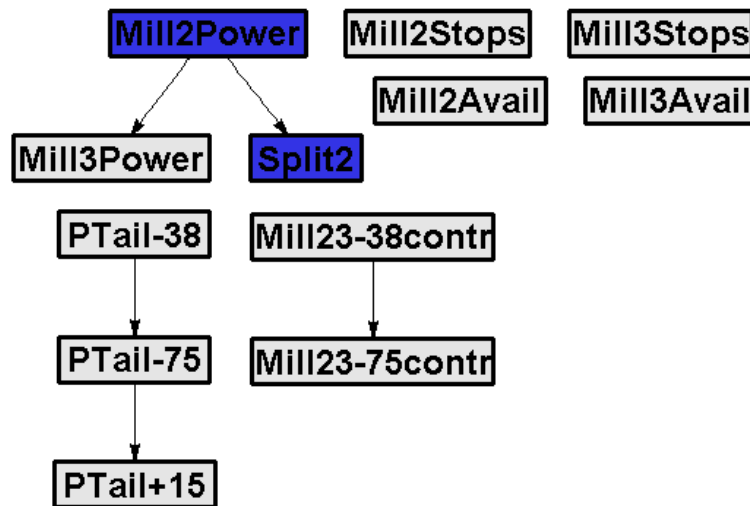 Mill2Power
Mill2Stops
Mill3Stops
Mill2Avail
Mill3Avail
Mill3Power
Split2
PTail-38
Mill23-38contr
PTail-75
Mill23-75contr
PTail+15